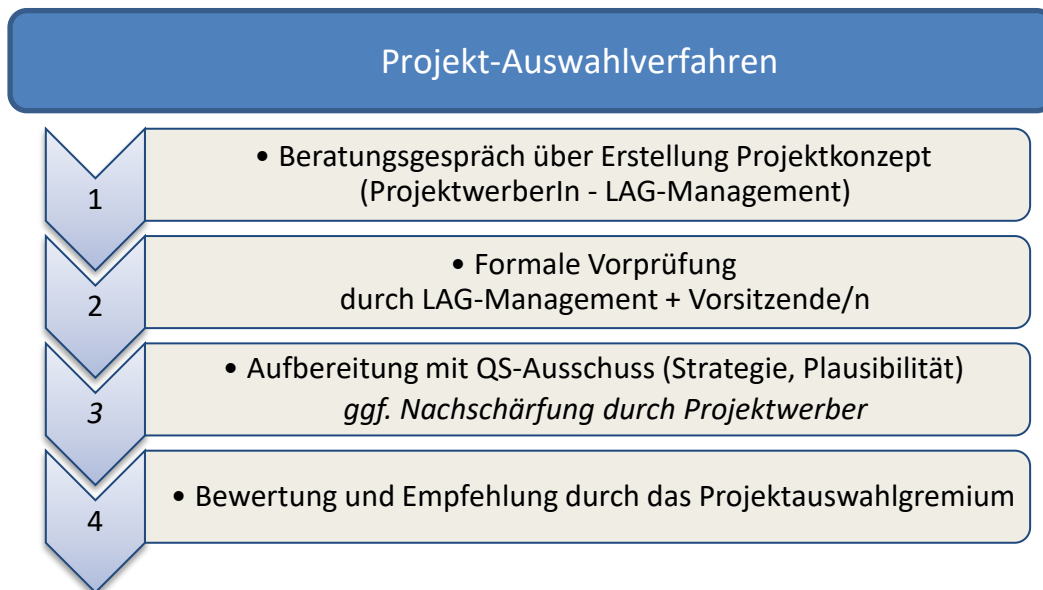 Projekt-Auswahlverfahren
1
• Beratungsgespräch über Erstellung Projektkonzept
(ProjektwerberIn - LAG-Management)
2
• Formale Vorprüfung
durch LAG-Management + Vorsitzende/n
3
• Aufbereitung mit QS-Ausschuss (Strategie, Plausibilität)
ggf. Nachschärfung durch Projektwerber
4
• Bewertung und Empfehlung durch das Projektauswahlgremium